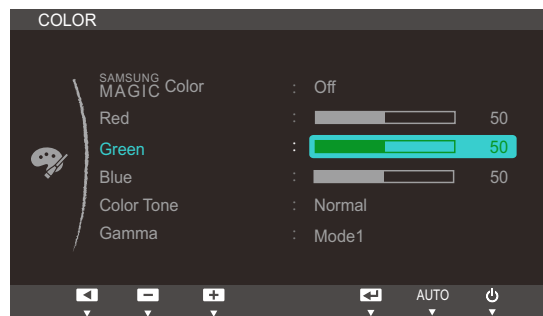 COLOR
SAMSUNG
MAGIC Color : Off
Red : 50
Green : 50
Blue : 50
Color Tone : Normal
Gamma : Mode1
AUTO